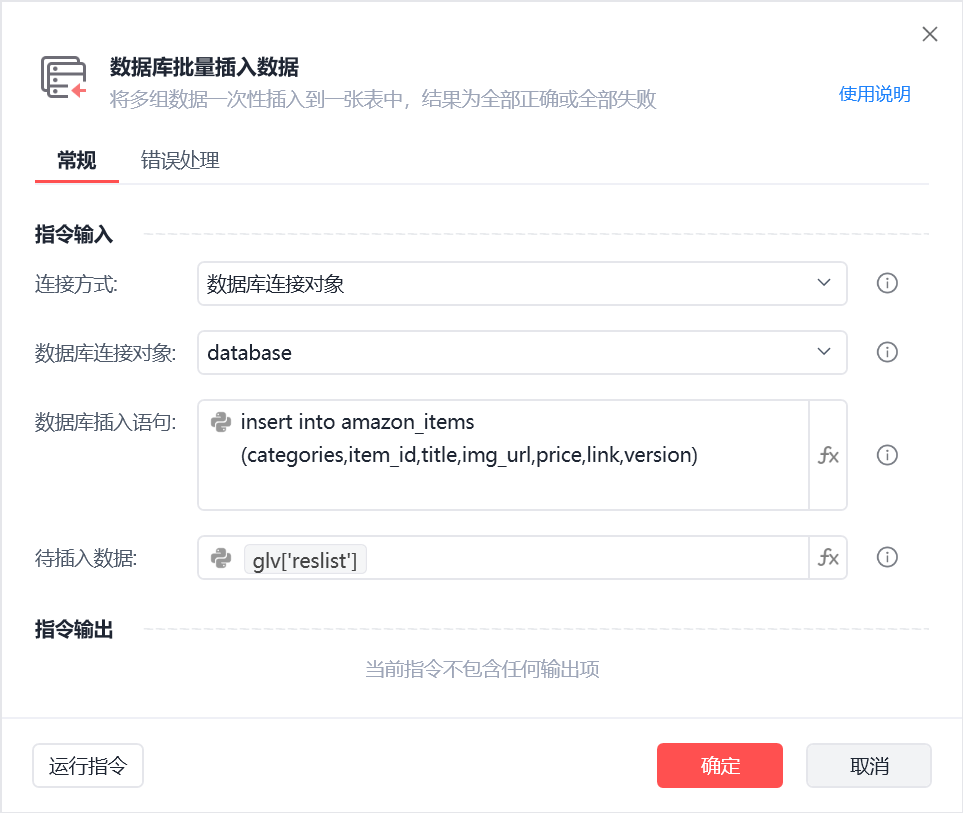 数据库批量插入数据
将多组数据一次性插入到一张表中，结果为全部正确或全部失败
使用说明
常规
错误处理
指令输入
连接方式:
数据库连接对象
数据库连接对象:
database
数据库插入语句:
insert into amazon_items
(categories,item_id,title,img_url,price,link,version)
fx
待插入数据:
glv['reslist']
fx
指令输出
当前指令不包含任何输出项
运行指令
确定
取消